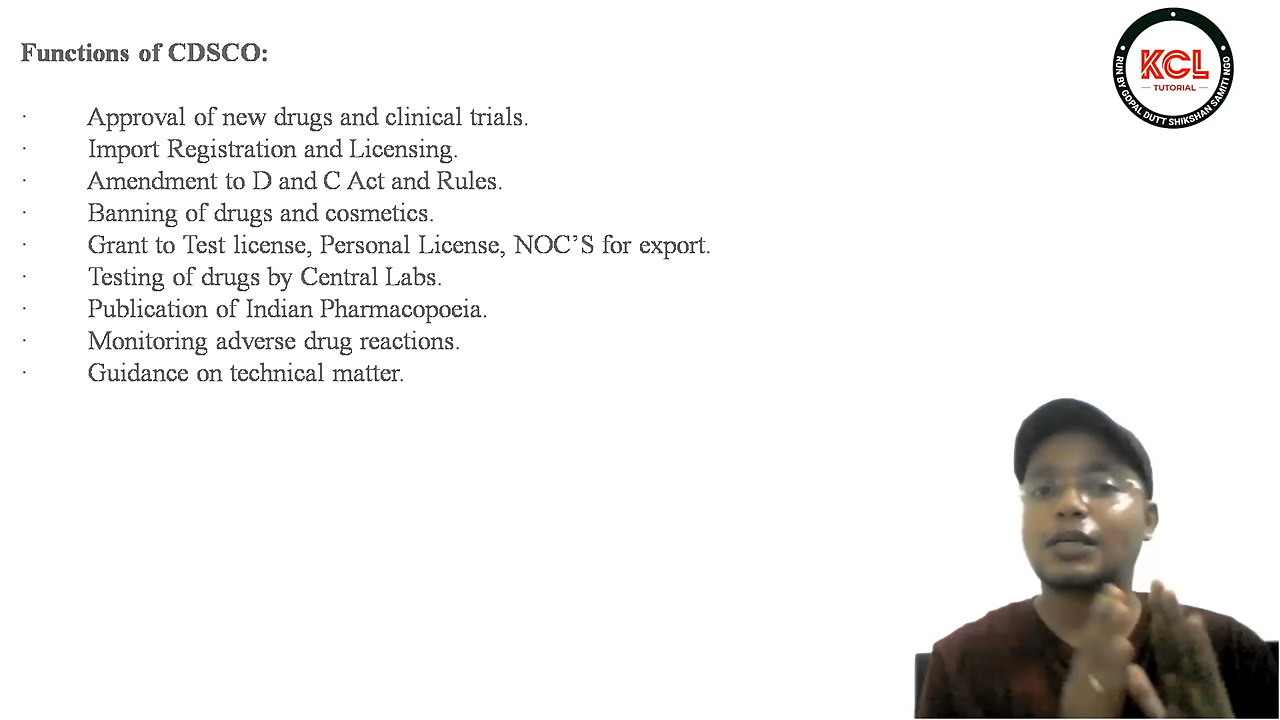 Functions of CDSCO:
· Approval of new drugs and clinical trials.
· Import Registration and Licensing.
· Amendment to D and C Act and Rules.
· Banning of drugs and cosmetics.
· Grant to Test license, Personal License, NOC’S for export.
· Testing of drugs by Central Labs.
· Publication of Indian Pharmacopoeia.
· Monitoring adverse drug reactions.
· Guidance on technical matter.
KCL
TUTORIAL
RUN BY GOPAL DUTT SHIKSHAN SAMITI NGO